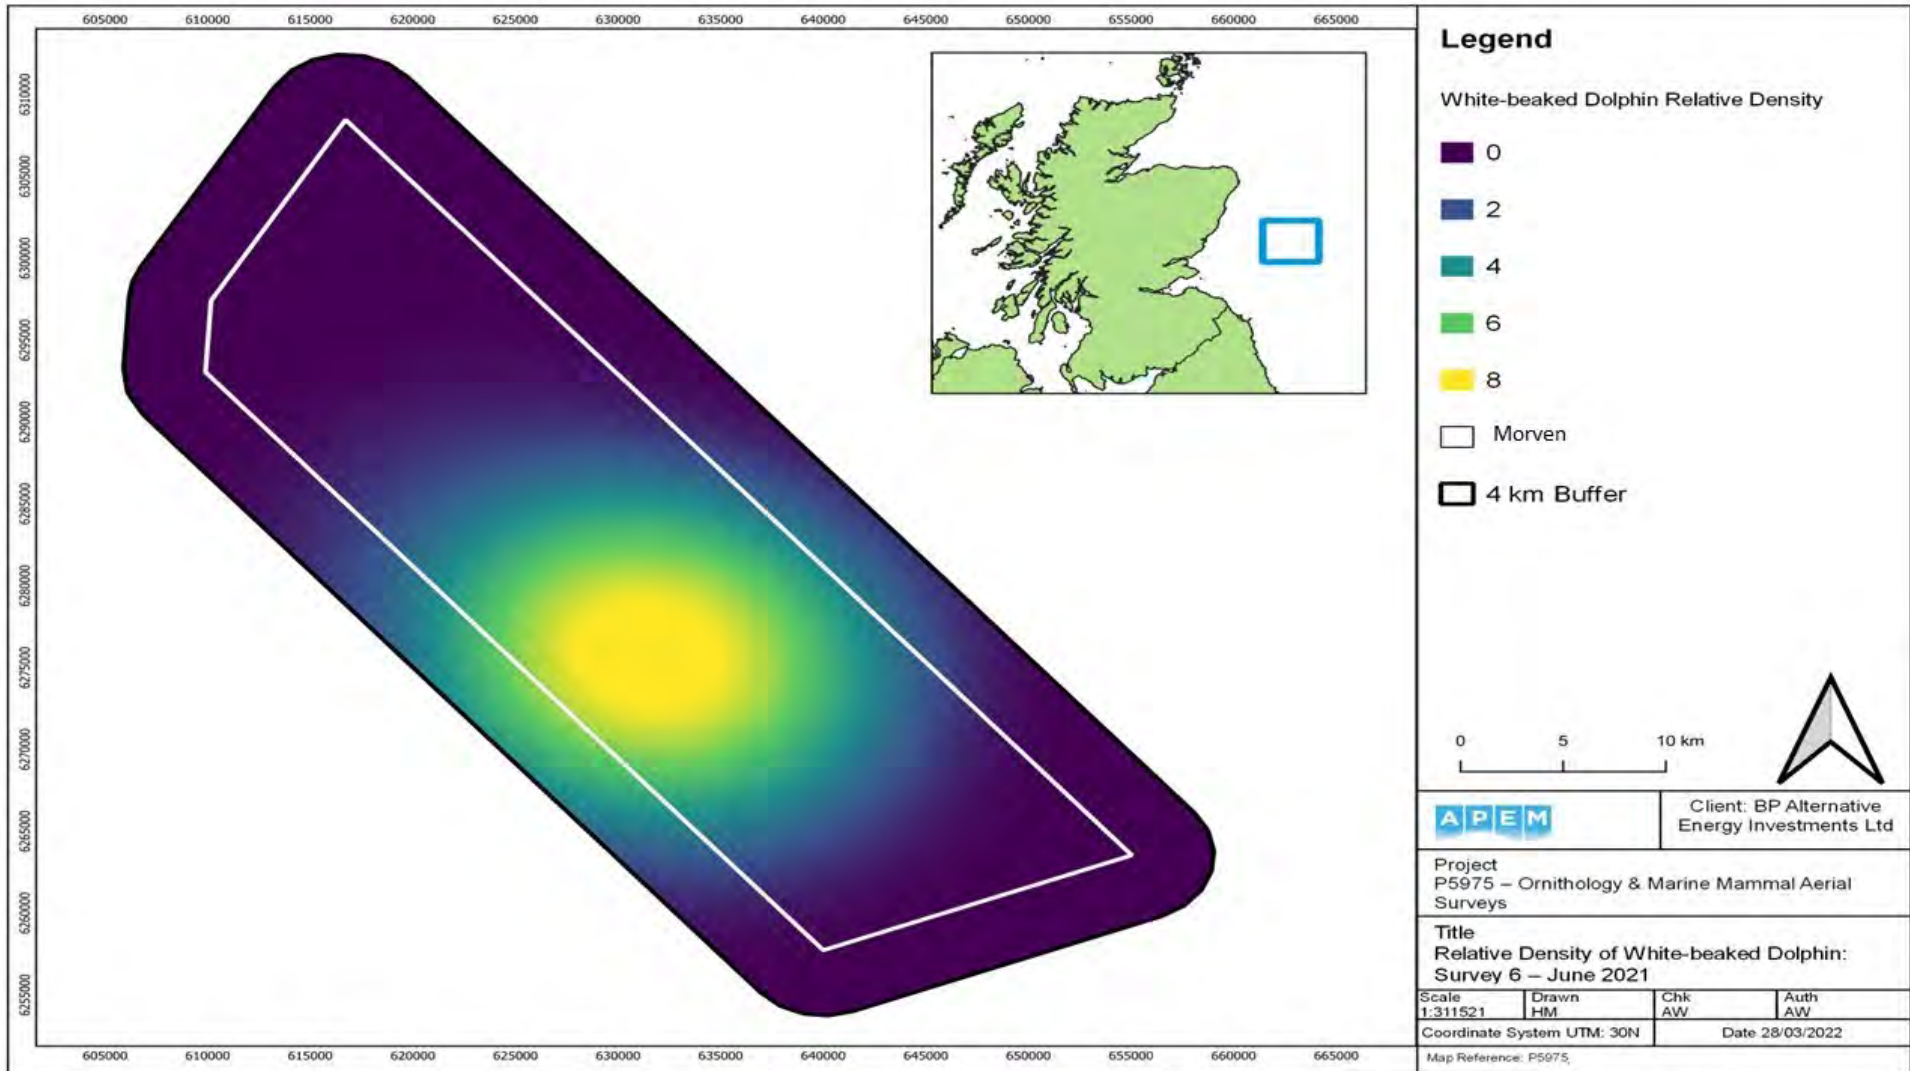 605000 610000 615000 620000 625000 630000 635000 640000 645000 650000 655000 660000 665000
6310000
6305000
6300000
6295000
6290000
6285000
6280000
6275000
6270000
6265000
6260000
6255000
605000 610000 615000 620000 625000 630000 635000 640000 645000 650000 655000 660000 665000
Legend
White-beaked Dolphin Relative Density
0
2
4
6
8
Morven
4 km Buffer
0 5 10 km
APEM
Client: BP Alternative
Energy Investments Ltd
Project
P5975 – Ornithology & Marine Mammal Aerial
Surveys
Title
Relative Density of White-beaked Dolphin:
Survey 6 – June 2021
Scale Drawn Chk Auth
1:311521 HM AW AW
Coordinate System UTM: 30N Date 28/03/2022
Map Reference: P5975